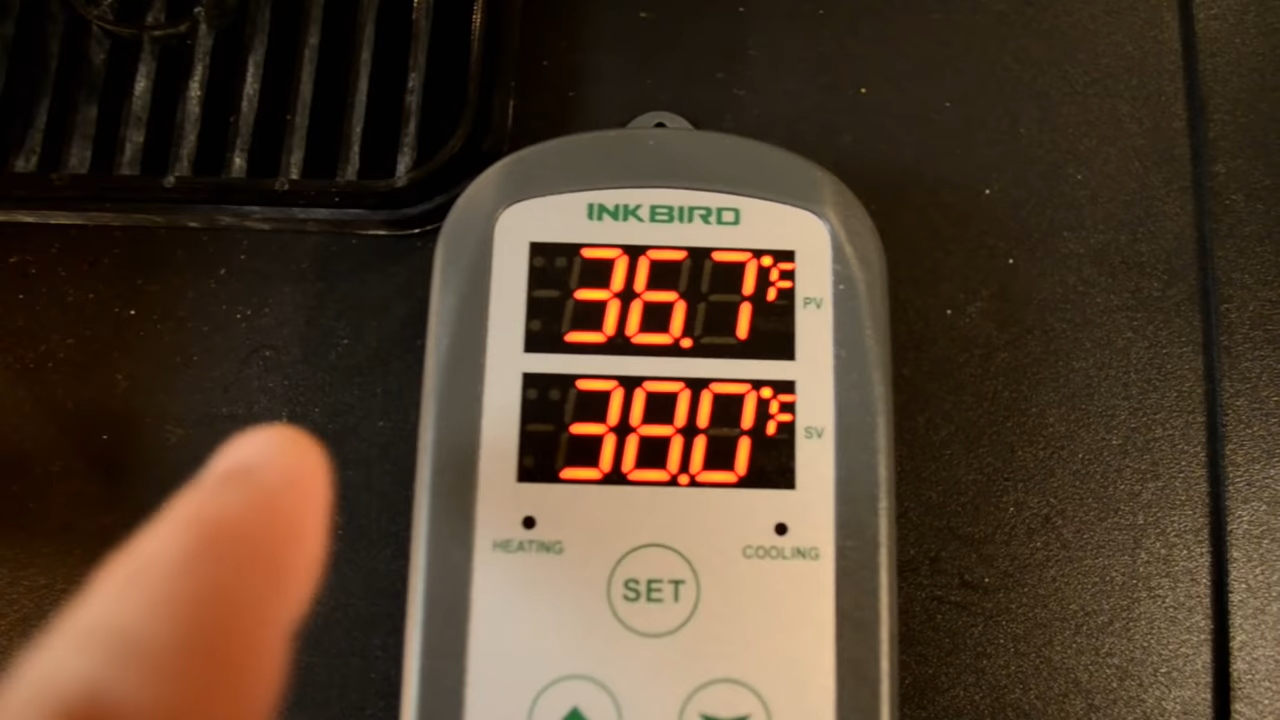 INKBIRD
36.7°F PV
38.0°F SV
HEATING COOLING
SET